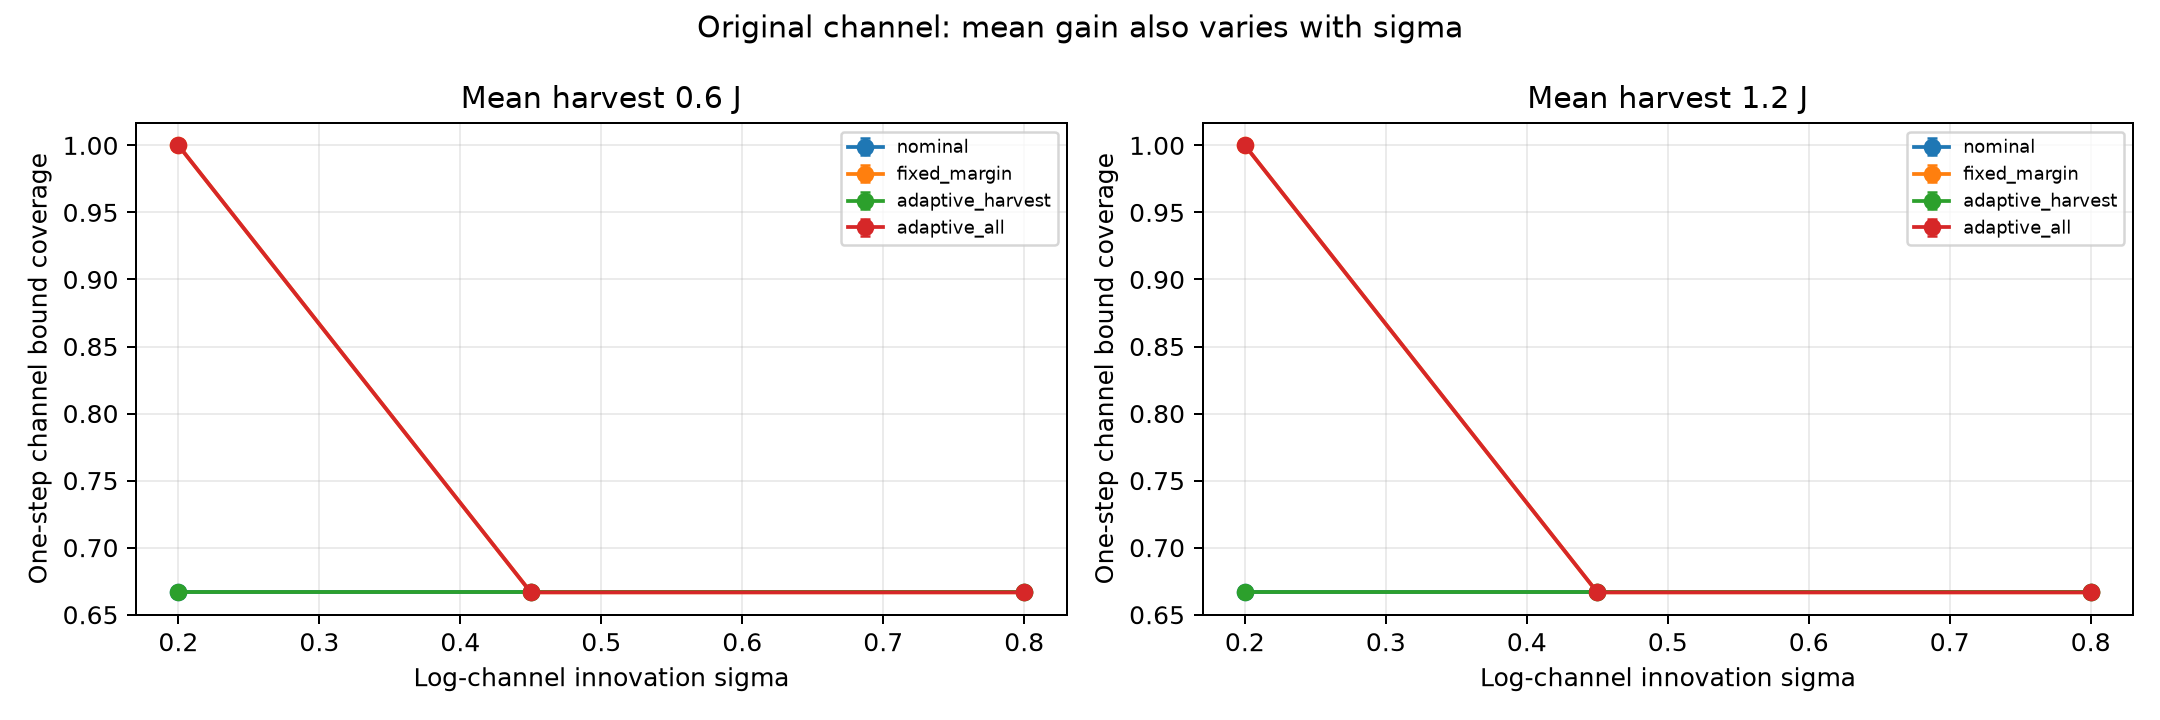 Original channel: mean gain also varies with sigma
Mean harvest 0.6 J
One-step channel bound coverage
1.00
0.95
0.90
0.85
0.80
0.75
0.70
0.65
nominal
fixed_margin
adaptive_harvest
adaptive_all
0.2 0.3 0.4 0.5 0.6 0.7 0.8
Log-channel innovation sigma
Mean harvest 1.2 J
One-step channel bound coverage
1.00
0.95
0.90
0.85
0.80
0.75
0.70
0.65
nominal
fixed_margin
adaptive_harvest
adaptive_all
0.2 0.3 0.4 0.5 0.6 0.7 0.8
Log-channel innovation sigma